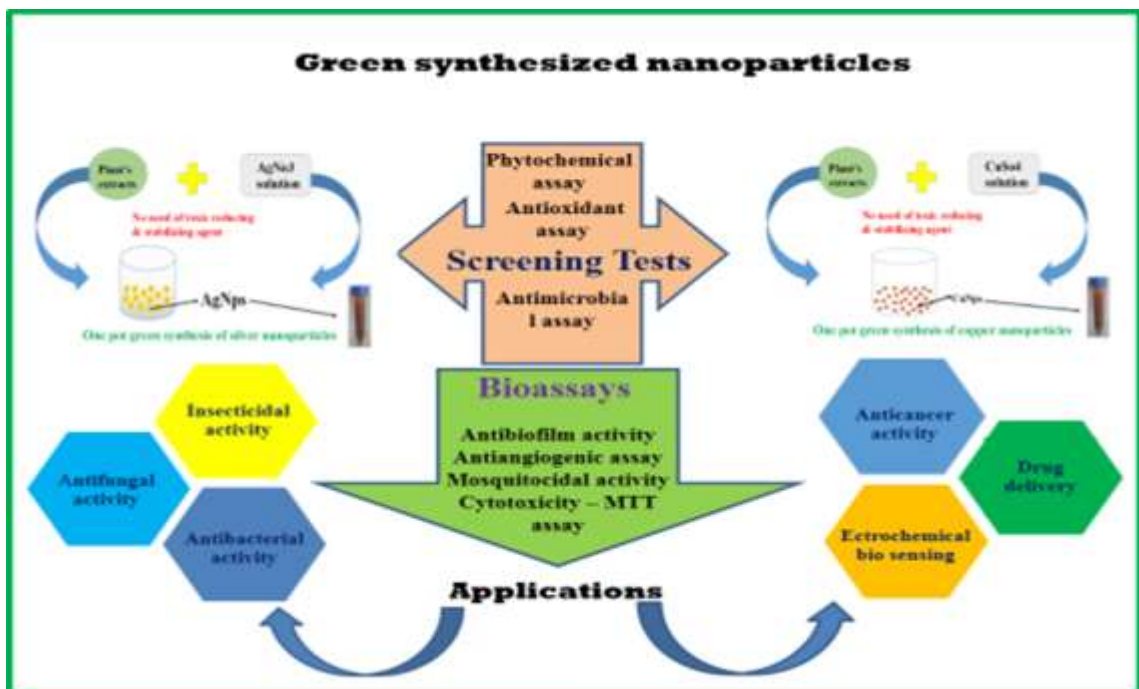 Green synthesized nanoparticles
Plant's
extracts
AgNo3
solution
No need of toxic reducing
& stabilizing agent
AgNps
One pot green synthesis of silver nanoparticles
Phytochemical
assay
Antioxidant
assay
Screening Tests
Antimicrobia
l assay
Plant's
extracts
CuSo4
solution
No need of toxic reducing
& stabilizing agent
CuNps
One pot green synthesis of copper nanoparticles
Insecticidal
activity
Antifungal
activity
Antibacterial
activity
Bioassays
Antibiofilm activity
Antiangiogenic assay
Mosquitocidal activity
Cytotoxicity – MTT
assay
Anticancer
activity
Drug
delivery
Ectrochemical
bio sensing
Applications